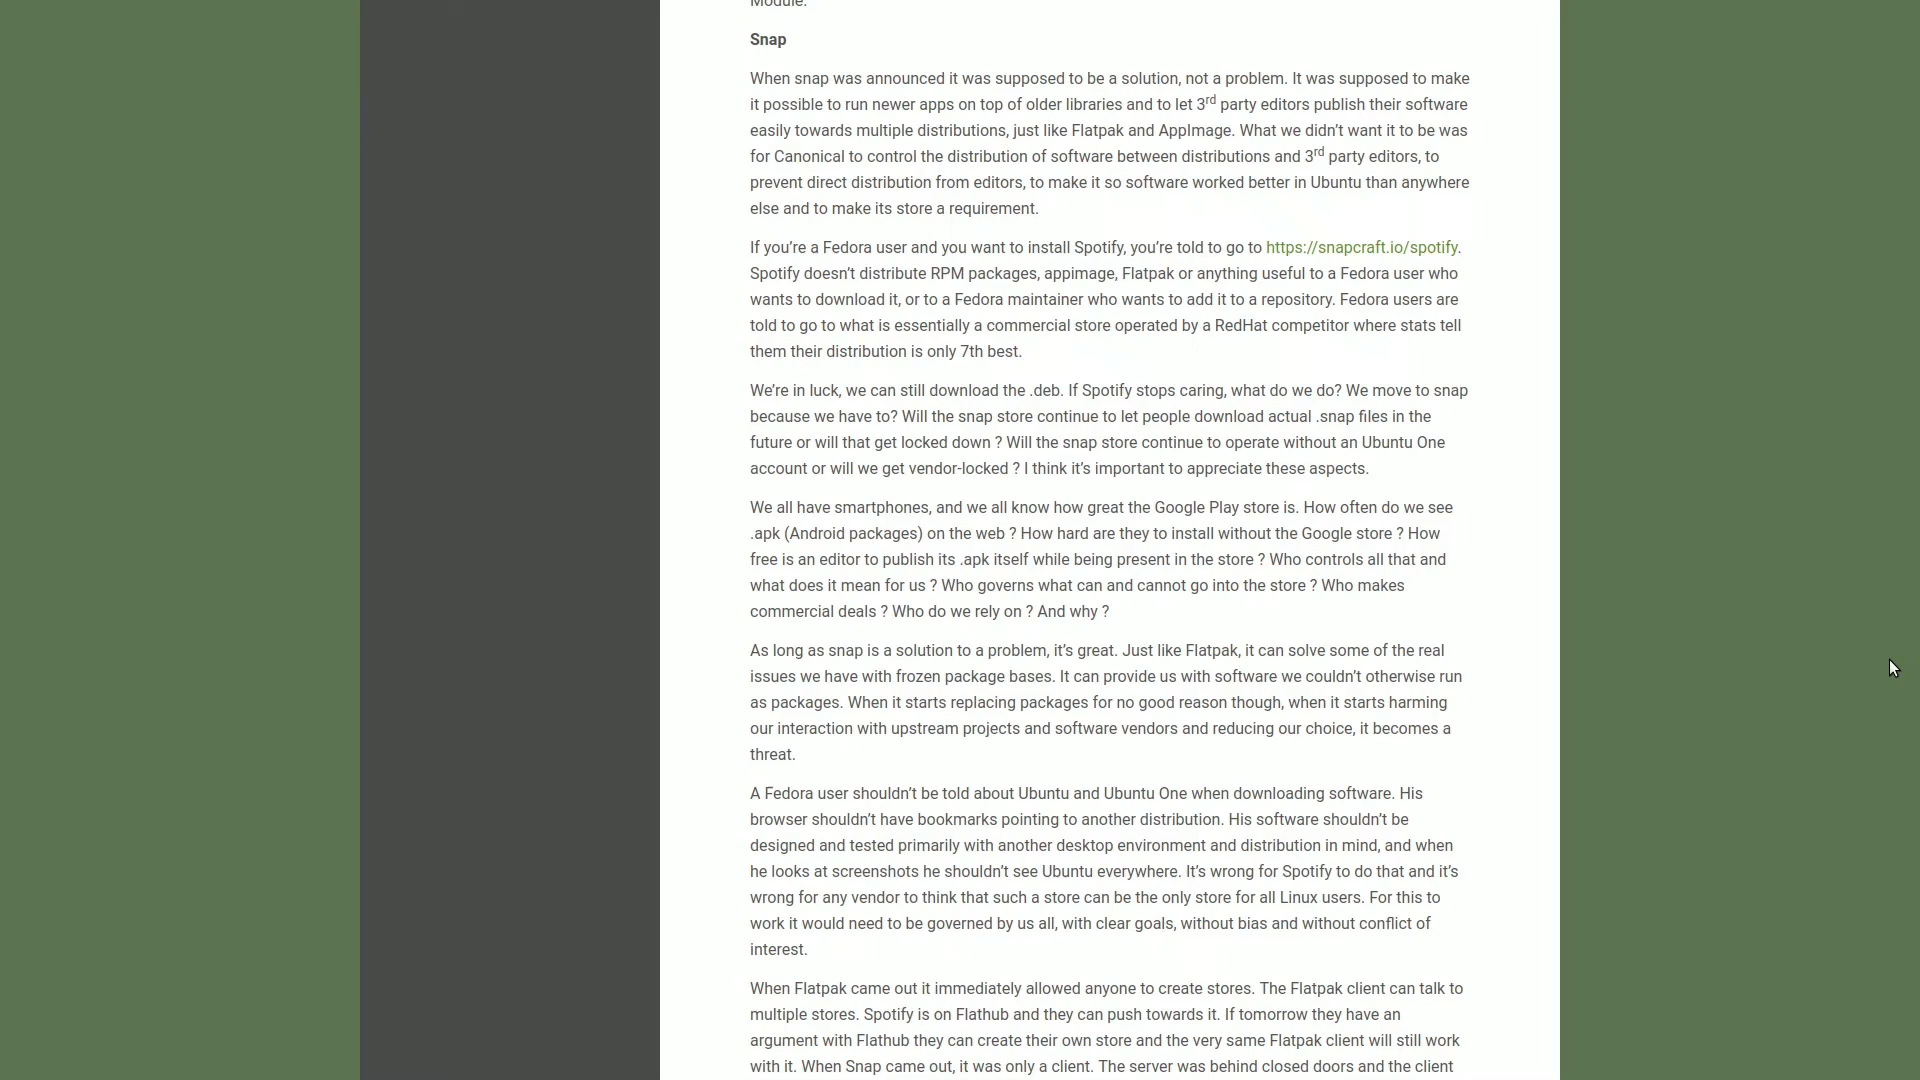 Module.
Snap
When snap was announced it was supposed to be a solution, not a problem. It was supposed to make
it possible to run newer apps on top of older libraries and to let 3rd party editors publish their software
easily towards multiple distributions, just like Flatpak and AppImage. What we didn’t want it to be was
for Canonical to control the distribution of software between distributions and 3rd party editors, to
prevent direct distribution from editors, to make it so software worked better in Ubuntu than anywhere
else and to make its store a requirement.
If you’re a Fedora user and you want to install Spotify, you’re told to go to https://snapcraft.io/spotify.
Spotify doesn’t distribute RPM packages, appimage, Flatpak or anything useful to a Fedora user who
wants to download it, or to a Fedora maintainer who wants to add it to a repository. Fedora users are
told to go to what is essentially a commercial store operated by a RedHat competitor where stats tell
them their distribution is only 7th best.
We’re in luck, we can still download the .deb. If Spotify stops caring, what do we do? We move to snap
because we have to? Will the snap store continue to let people download actual .snap files in the
future or will that get locked down ? Will the snap store continue to operate without an Ubuntu One
account or will we get vendor-locked ? I think it’s important to appreciate these aspects.
We all have smartphones, and we all know how great the Google Play store is. How often do we see
.apk (Android packages) on the web ? How hard are they to install without the Google store ? How
free is an editor to publish its .apk itself while being present in the store ? Who controls all that and
what does it mean for us ? Who governs what can and cannot go into the store ? Who makes
commercial deals ? Who do we rely on ? And why ?
As long as snap is a solution to a problem, it’s great. Just like Flatpak, it can solve some of the real
issues we have with frozen package bases. It can provide us with software we couldn’t otherwise run
as packages. When it starts replacing packages for no good reason though, when it starts harming
our interaction with upstream projects and software vendors and reducing our choice, it becomes a
threat.
A Fedora user shouldn’t be told about Ubuntu and Ubuntu One when downloading software. His
browser shouldn’t have bookmarks pointing to another distribution. His software shouldn’t be
designed and tested primarily with another desktop environment and distribution in mind, and when
he looks at screenshots he shouldn’t see Ubuntu everywhere. It’s wrong for Spotify to do that and it’s
wrong for any vendor to think that such a store can be the only store for all Linux users. For this to
work it would need to be governed by us all, with clear goals, without bias and without conflict of
interest.
When Flatpak came out it immediately allowed anyone to create stores. The Flatpak client can talk to
multiple stores. Spotify is on Flathub and they can push towards it. If tomorrow they have an
argument with Flathub they can create their own store and the very same Flatpak client will still work
with it. When Snap came out, it was only a client. The server was behind closed doors and the client